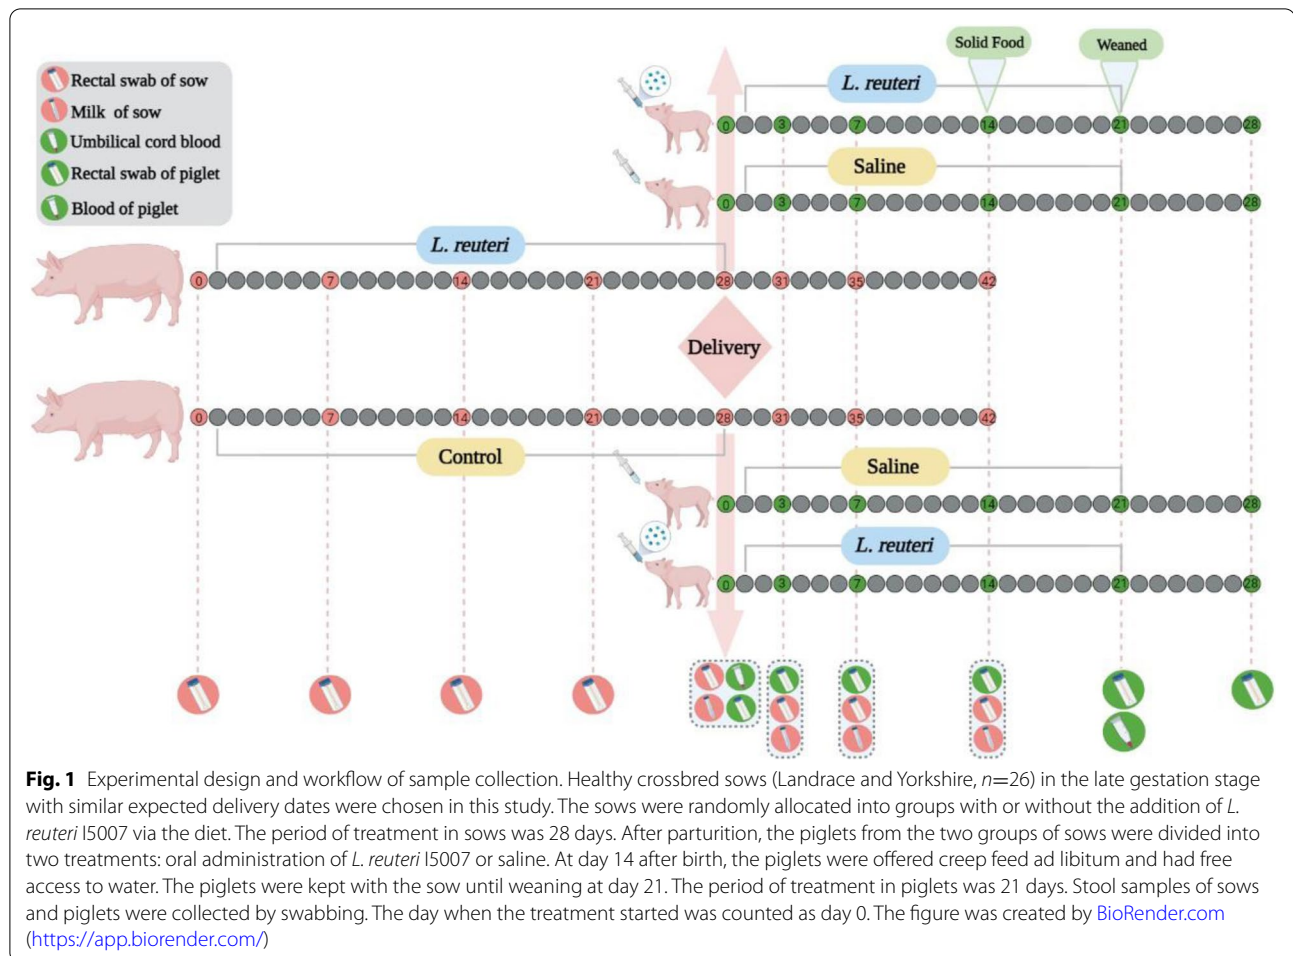 Solid Food
Weaned
Rectal swab of sow
Milk of sow
Umbilical cord blood
Rectal swab of piglet
Blood of piglet
L. reuteri
0 3 7 14 21 28
Saline
0 3 7 14 21 28
L. reuteri
0 7 14 21 28 31 35 42
Delivery
0 7 14 21 28 31 35 42
Control
Saline
0 3 7 14 21 28
L. reuteri
0 3 7 14 21 28
Fig. 1 Experimental design and workflow of sample collection. Healthy crossbred sows (Landrace and Yorkshire, n=26) in the late gestation stage
with similar expected delivery dates were chosen in this study. The sows were randomly allocated into groups with or without the addition of L.
reuteri I5007 via the diet. The period of treatment in sows was 28 days. After parturition, the piglets from the two groups of sows were divided into
two treatments: oral administration of L. reuteri I5007 or saline. At day 14 after birth, the piglets were offered creep feed ad libitum and had free
access to water. The piglets were kept with the sow until weaning at day 21. The period of treatment in piglets was 21 days. Stool samples of sows
and piglets were collected by swabbing. The day when the treatment started was counted as day 0. The figure was created by BioRender.com
(https://app.biorender.com/)